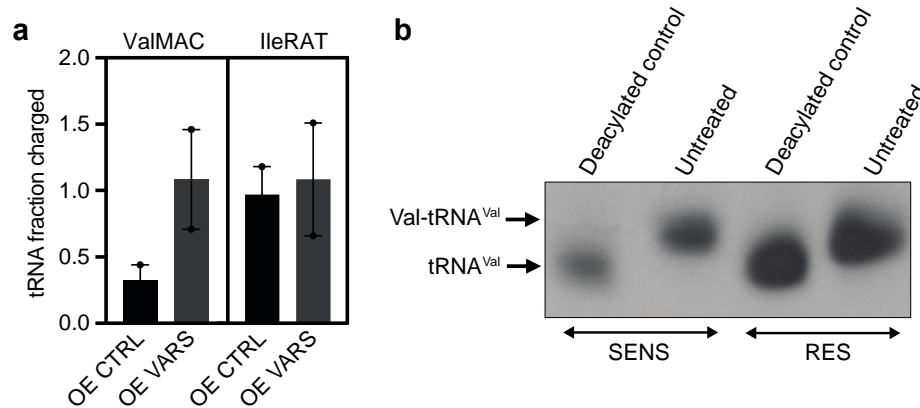 a
ValMAC
IleRAT
tRNA fraction charged
2.0
1.5
1.0
0.5
0.0
OE CTRL
OE VARS
OE CTRL
OE VARS
b
Deacylated control
Untreated
Deacylated control
Untreated
Val-tRNAᵛᵃˡ
tRNAᵛᵃˡ
SENS
RES